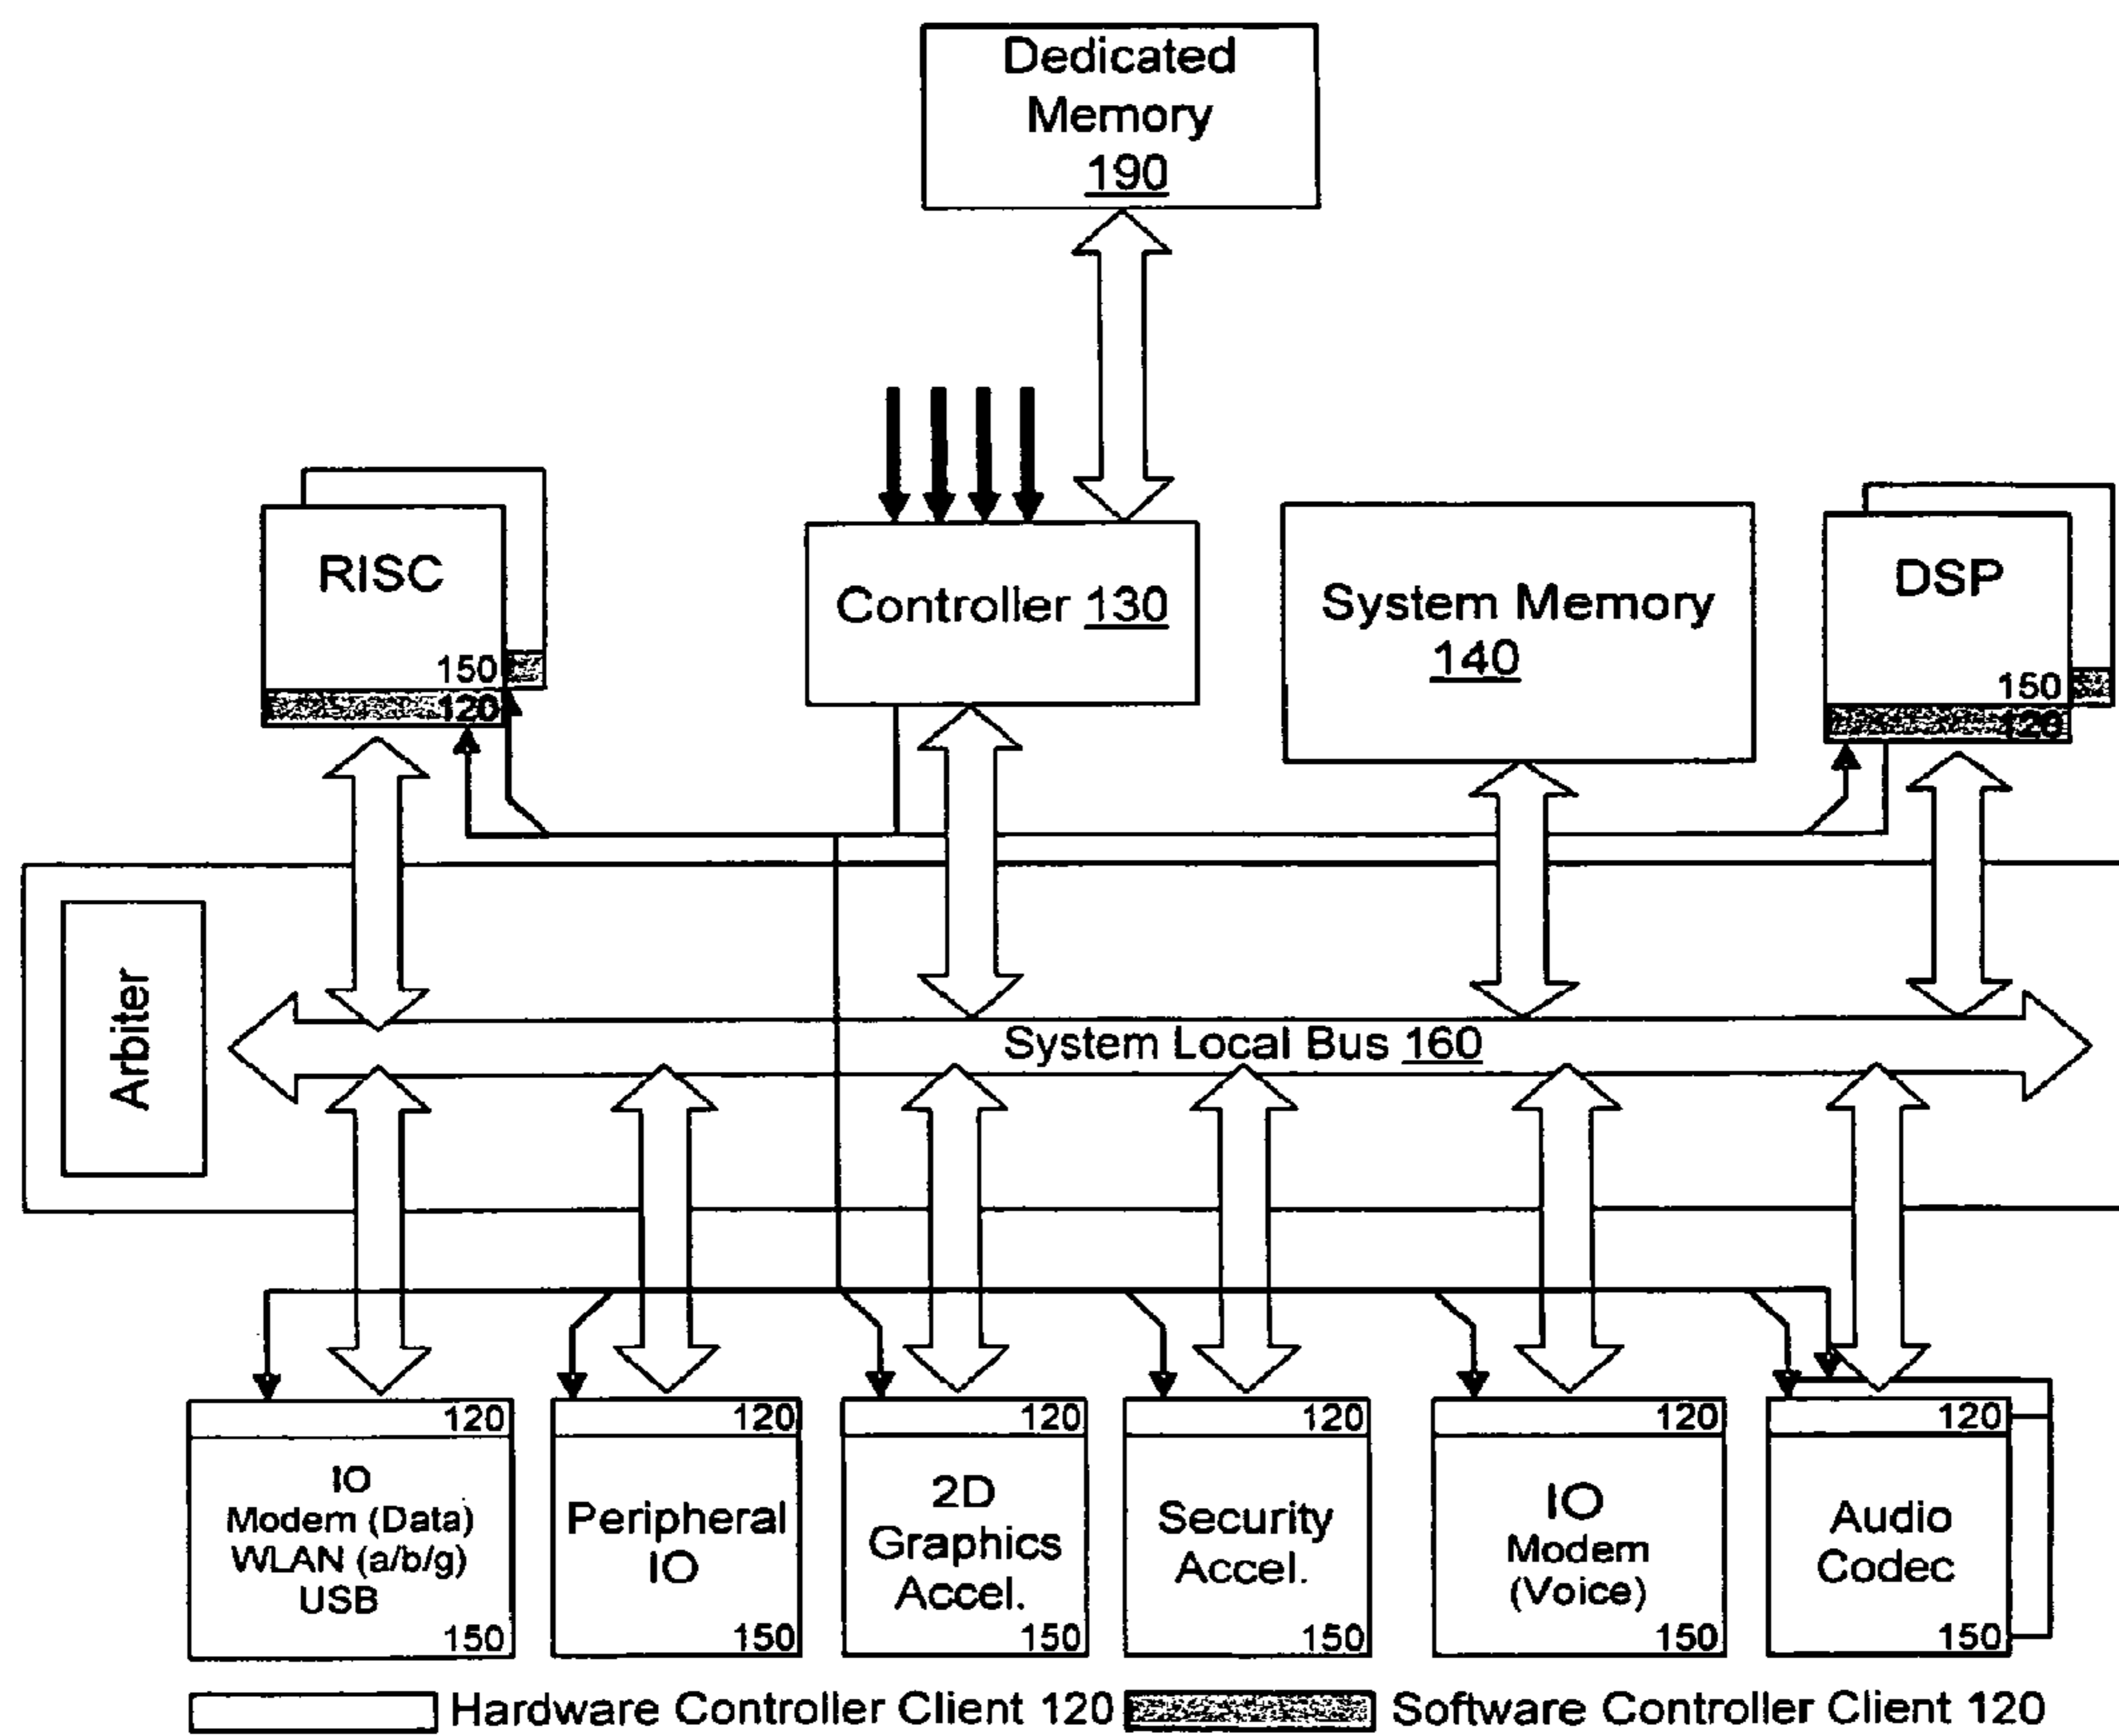 Dedicated
Memory
190
RISC
150
120
Controller 130
System Memory
140
DSP
150
120
Arbiter
System Local Bus 160
120
IO
Modem (Data)
WLAN (a/b/g)
USB
150
120
Peripheral
IO
150
120
2D
Graphics
Accel.
150
120
Security
Accel.
150
120
IO
Modem
(Voice)
150
120
Audio
Codec
150
Hardware Controller Client 120
Software Controller Client 120